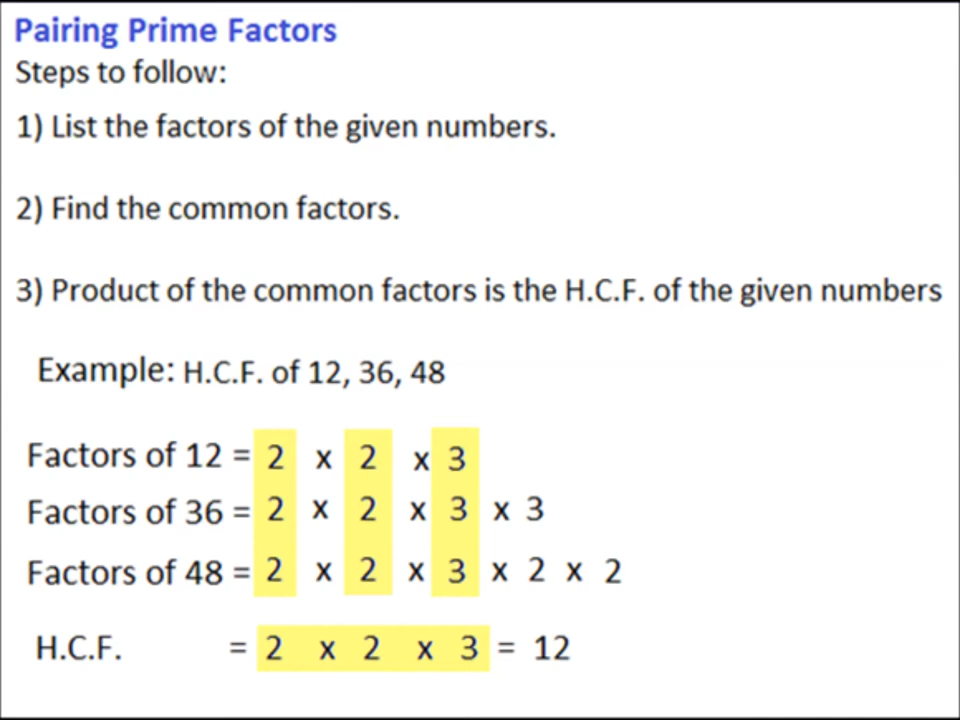 Pairing Prime Factors
Steps to follow:
1) List the factors of the given numbers.
2) Find the common factors.
3) Product of the common factors is the H.C.F. of the given numbers
Example: H.C.F. of 12, 36, 48
Factors of 12 = 2 x 2 x 3
Factors of 36 = 2 x 2 x 3 x 3
Factors of 48 = 2 x 2 x 3 x 2 x 2
H.C.F. = 2 x 2 x 3 = 12